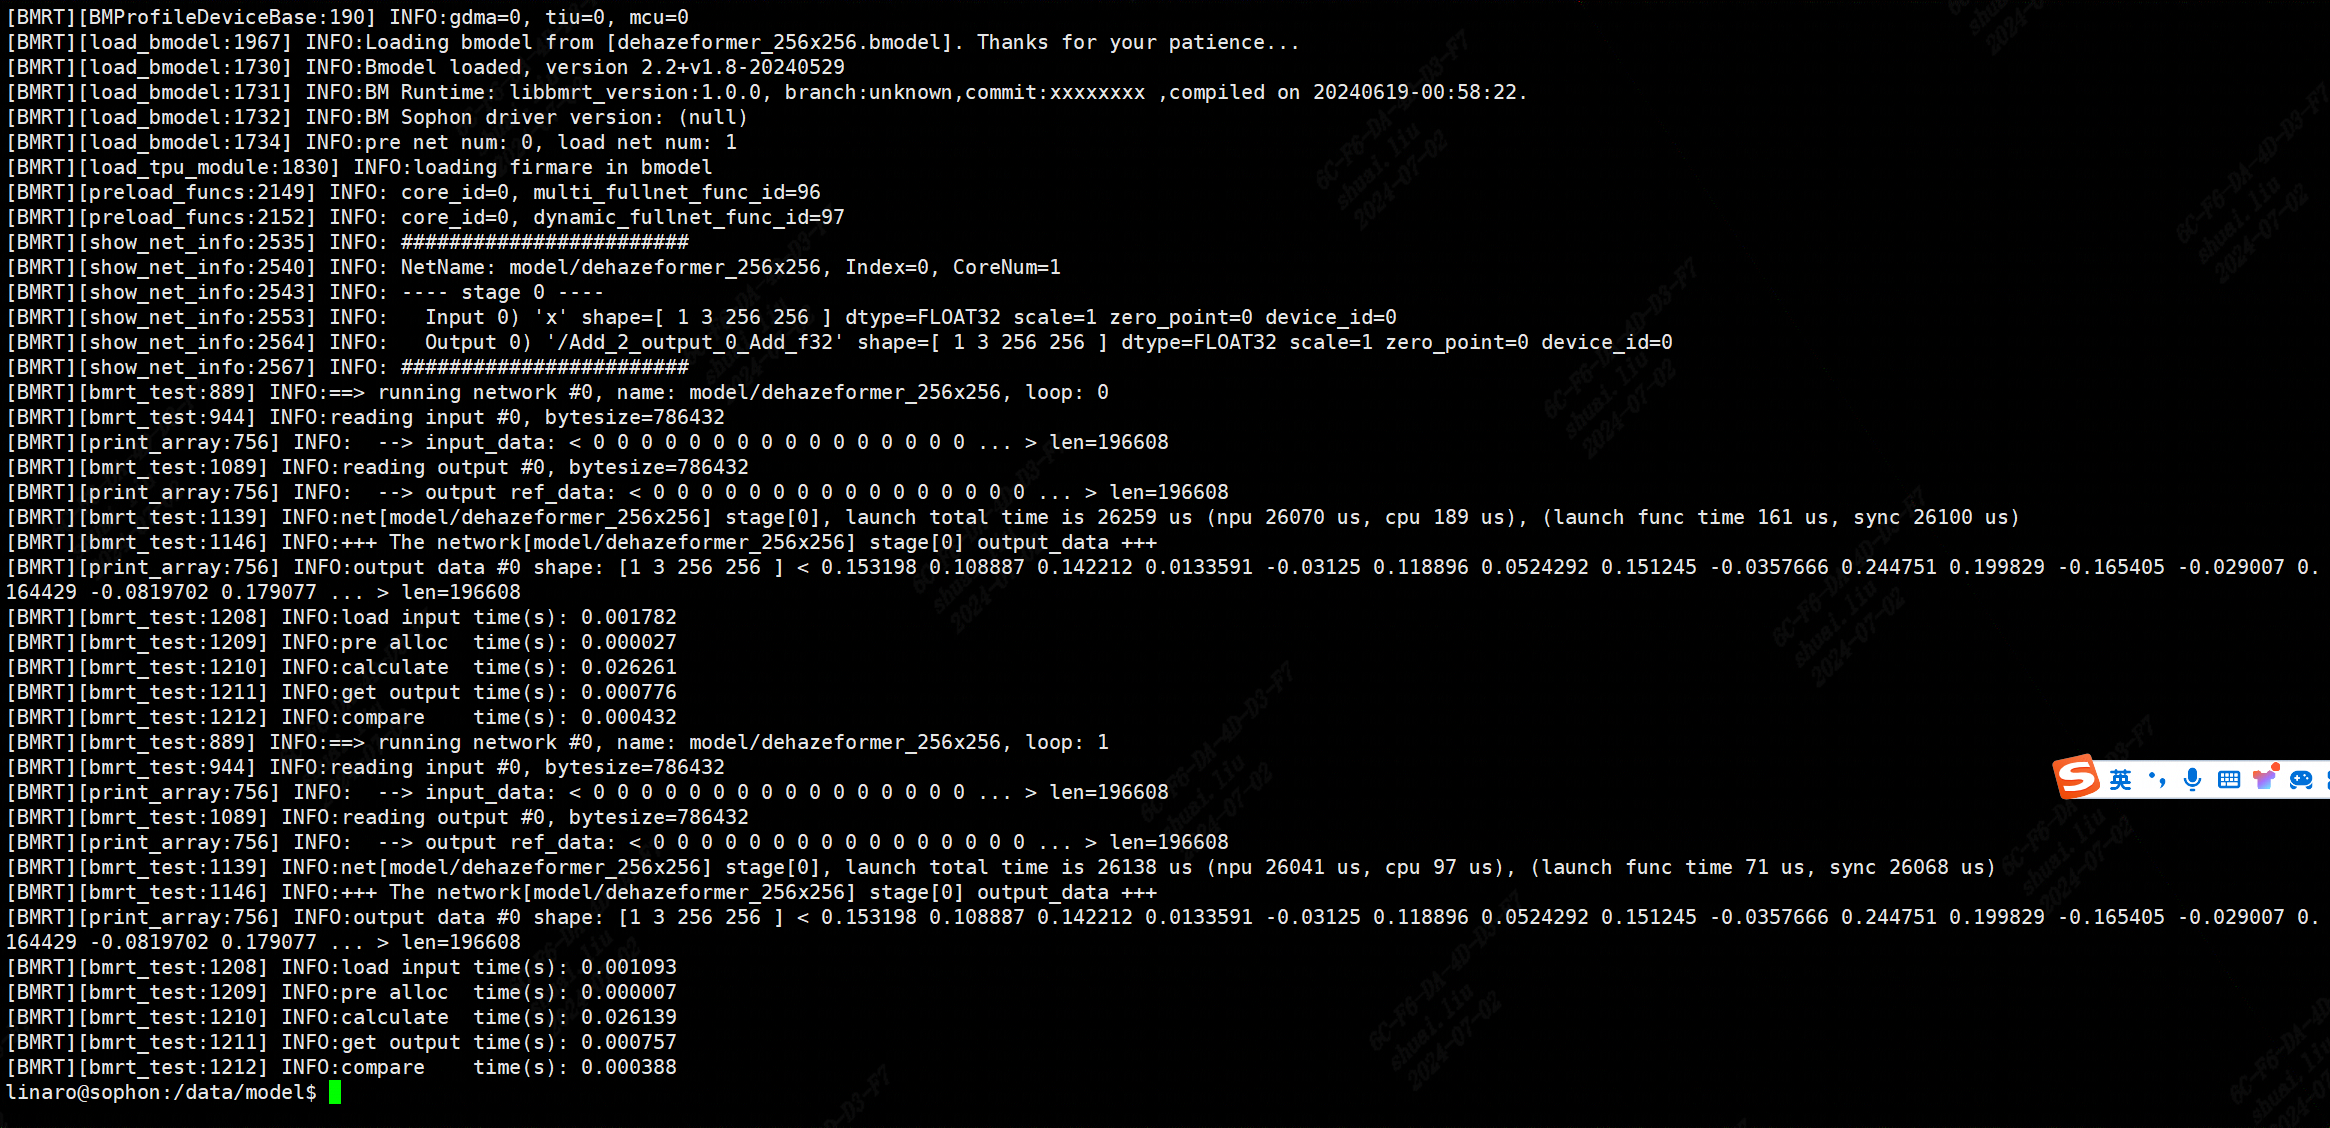 [BMRT][BMProfileDeviceBase:190] INFO:gdma=0, tiu=0, mcu=0
[BMRT][load_bmodel:1967] INFO:Loading bmodel from [dehazeformer_256x256.bmodel]. Thanks for your patience...
[BMRT][load_bmodel:1730] INFO:Bmodel loaded, version 2.2+v1.8-20240529
[BMRT][load_bmodel:1731] INFO:BM Runtime: libbmrt_version:1.0.0, branch:unknown,commit:xxxxxxxx ,compiled on 20240619-00:58:22.
[BMRT][load_bmodel:1732] INFO:BM Sophon driver version: (null)
[BMRT][load_bmodel:1734] INFO:pre net num: 0, load net num: 1
[BMRT][load_tpu_module:1830] INFO:loading firmare in bmodel
[BMRT][preload_funcs:2149] INFO: core_id=0, multi_fullnet_func_id=96
[BMRT][preload_funcs:2152] INFO: core_id=0, dynamic_fullnet_func_id=97
[BMRT][show_net_info:2535] INFO: ########################
[BMRT][show_net_info:2540] INFO: NetName: model/dehazeformer_256x256, Index=0, CoreNum=1
[BMRT][show_net_info:2543] INFO: ---- stage 0 ----
[BMRT][show_net_info:2553] INFO:   Input 0) 'x' shape=[ 1 3 256 256 ] dtype=FLOAT32 scale=1 zero_point=0 device_id=0
[BMRT][show_net_info:2564] INFO:   Output 0) '/Add_2_output_0_Add_f32' shape=[ 1 3 256 256 ] dtype=FLOAT32 scale=1 zero_point=0 device_id=0
[BMRT][show_net_info:2567] INFO: ########################
[BMRT][bmrt_test:889] INFO:==> running network #0, name: model/dehazeformer_256x256, loop: 0
[BMRT][bmrt_test:944] INFO:reading input #0, bytesize=786432
[BMRT][print_array:756] INFO:  --> input_data: < 0 0 0 0 0 0 0 0 0 0 0 0 0 0 0 0 ... > len=196608
[BMRT][bmrt_test:1089] INFO:reading output #0, bytesize=786432
[BMRT][print_array:756] INFO:  --> output ref_data: < 0 0 0 0 0 0 0 0 0 0 0 0 0 0 0 0 ... > len=196608
[BMRT][bmrt_test:1139] INFO:net[model/dehazeformer_256x256] stage[0], launch total time is 26259 us (npu 26070 us, cpu 189 us), (launch func time 161 us, sync 26100 us)
[BMRT][bmrt_test:1146] INFO:+++ The network[model/dehazeformer_256x256] stage[0] output_data +++
[BMRT][print_array:756] INFO:output data #0 shape: [1 3 256 256 ] < 0.153198 0.108887 0.142212 0.0133591 -0.03125 0.118896 0.0524292 0.151245 -0.0357666 0.244751 0.199829 -0.165405 -0.029007 0.
164429 -0.0819702 0.179077 ... > len=196608
[BMRT][bmrt_test:1208] INFO:load input time(s): 0.001782
[BMRT][bmrt_test:1209] INFO:pre alloc  time(s): 0.000027
[BMRT][bmrt_test:1210] INFO:calculate  time(s): 0.026261
[BMRT][bmrt_test:1211] INFO:get output time(s): 0.000776
[BMRT][bmrt_test:1212] INFO:compare    time(s): 0.000432
[BMRT][bmrt_test:889] INFO:==> running network #0, name: model/dehazeformer_256x256, loop: 1
[BMRT][bmrt_test:944] INFO:reading input #0, bytesize=786432
[BMRT][print_array:756] INFO:  --> input_data: < 0 0 0 0 0 0 0 0 0 0 0 0 0 0 0 0 ... > len=196608
[BMRT][bmrt_test:1089] INFO:reading output #0, bytesize=786432
[BMRT][print_array:756] INFO:  --> output ref_data: < 0 0 0 0 0 0 0 0 0 0 0 0 0 0 0 0 ... > len=196608
[BMRT][bmrt_test:1139] INFO:net[model/dehazeformer_256x256] stage[0], launch total time is 26138 us (npu 26041 us, cpu 97 us), (launch func time 71 us, sync 26068 us)
[BMRT][bmrt_test:1146] INFO:+++ The network[model/dehazeformer_256x256] stage[0] output_data +++
[BMRT][print_array:756] INFO:output data #0 shape: [1 3 256 256 ] < 0.153198 0.108887 0.142212 0.0133591 -0.03125 0.118896 0.0524292 0.151245 -0.0357666 0.244751 0.199829 -0.165405 -0.029007 0.
164429 -0.0819702 0.179077 ... > len=196608
[BMRT][bmrt_test:1208] INFO:load input time(s): 0.001093
[BMRT][bmrt_test:1209] INFO:pre alloc  time(s): 0.000007
[BMRT][bmrt_test:1210] INFO:calculate  time(s): 0.026139
[BMRT][bmrt_test:1211] INFO:get output time(s): 0.000757
[BMRT][bmrt_test:1212] INFO:compare    time(s): 0.000388
linaro@sophon:/data/model$
英
6C-F6-DA-4D-D3-F7
shuai.liu
2024-07-02